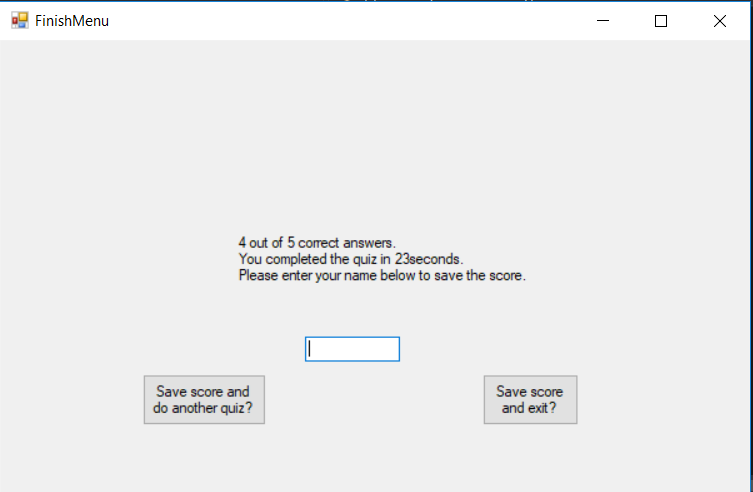 FinishMenu
4 out of 5 correct answers.
You completed the quiz in 23seconds.
Please enter your name below to save the score.
Save score and
do another quiz?
Save score
and exit?